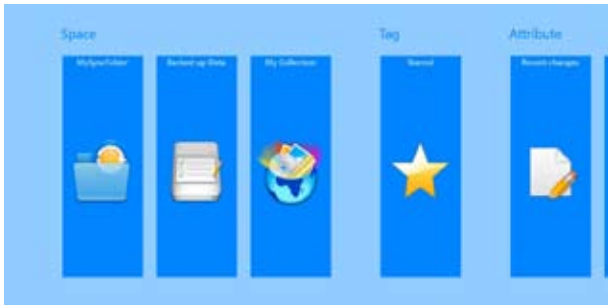 Space
Tag
Attribute
MySyncFolder
Backed up Data
My Collection
Starred
Recent changes